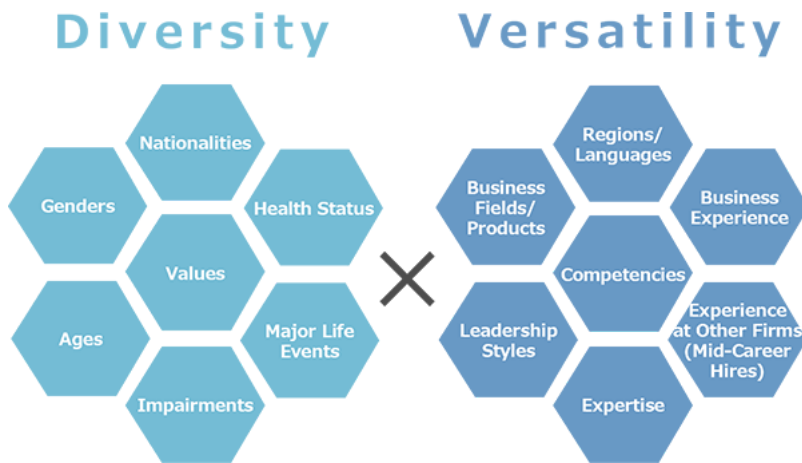 Diversity
Nationalities
Genders
Health Status
Values
Ages
Major Life
Events
Impairments
Versatility
Regions/
Languages
Business
Fields/
Products
Business
Experience
Competencies
Leadership
Styles
Experience
at Other Firms
(Mid-Career
Hires)
Expertise